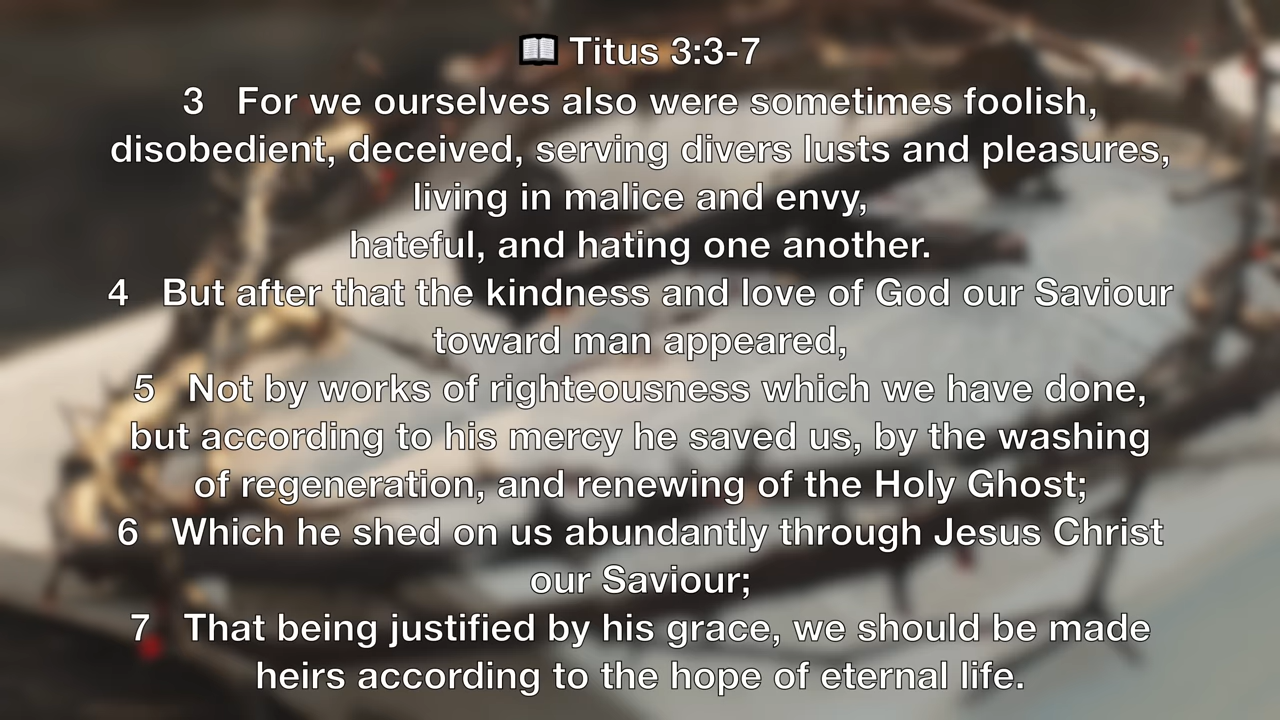 📖 Titus 3:3-7
3 For we ourselves also were sometimes foolish,
disobedient, deceived, serving divers lusts and pleasures,
living in malice and envy,
hateful, and hating one another.
4 But after that the kindness and love of God our Saviour
toward man appeared,
5 Not by works of righteousness which we have done,
but according to his mercy he saved us, by the washing
of regeneration, and renewing of the Holy Ghost;
6 Which he shed on us abundantly through Jesus Christ
our Saviour;
7 That being justified by his grace, we should be made
heirs according to the hope of eternal life.